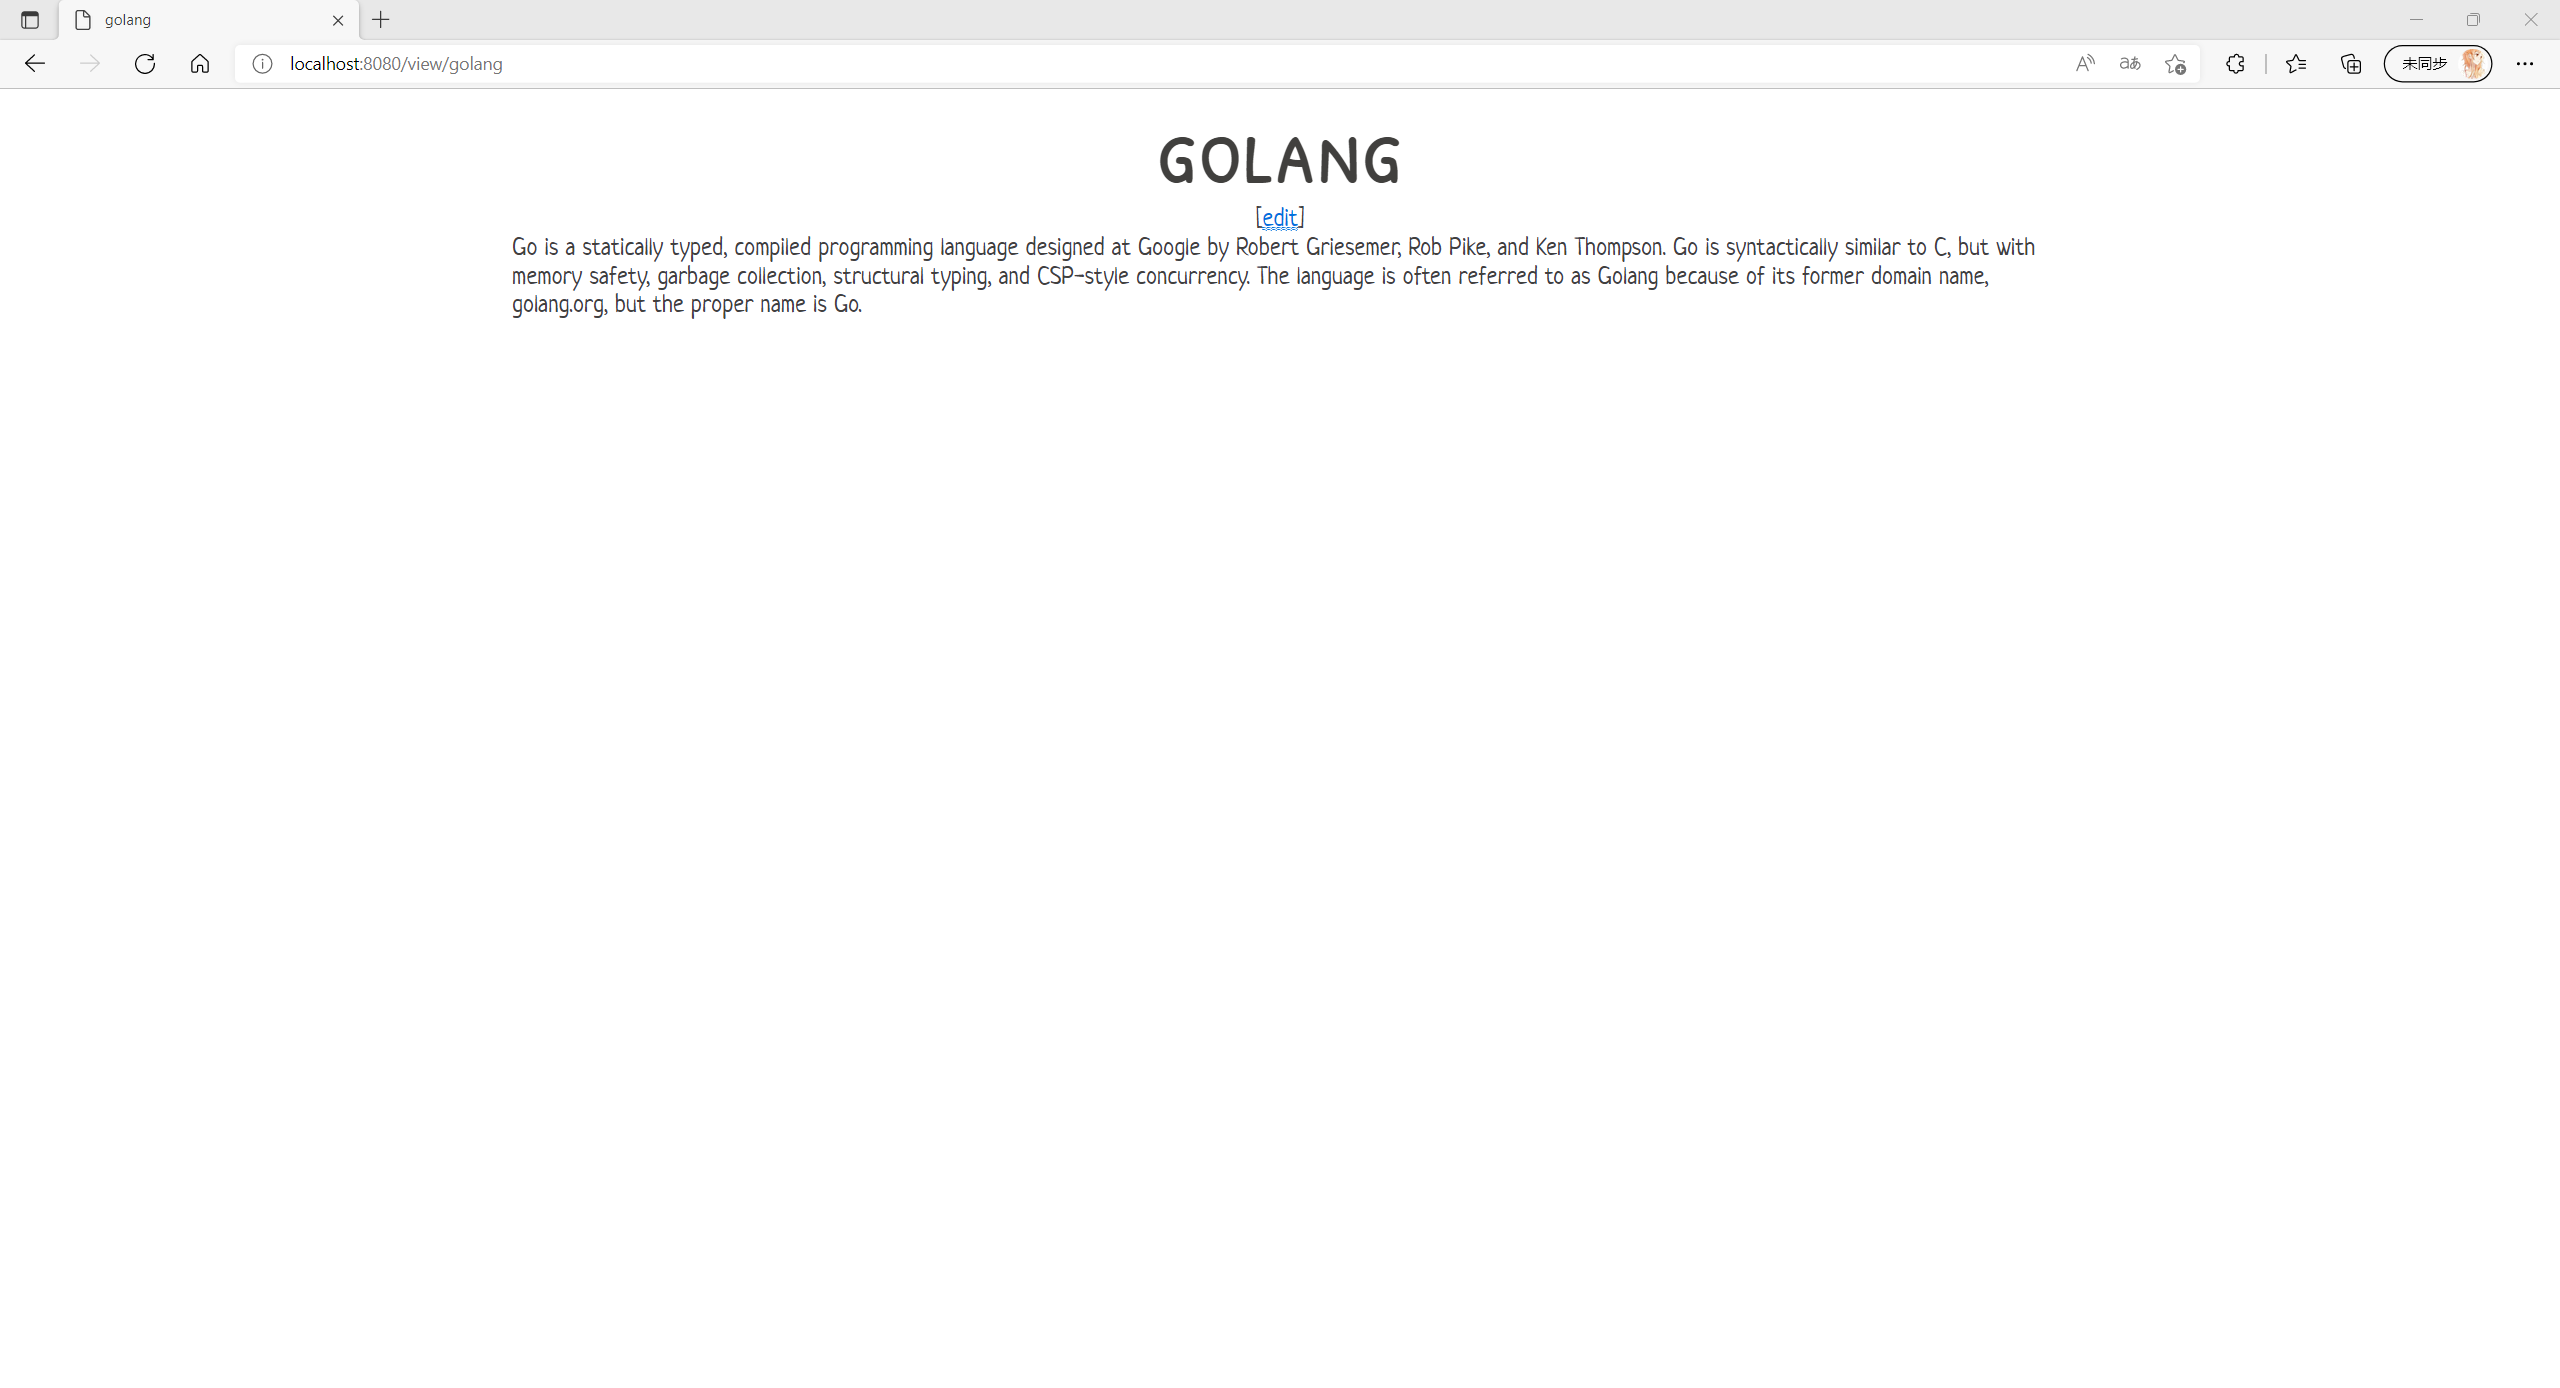 golang
localhost:8080/view/golang
aあ
未同步
GOLANG
[edit]
Go is a statically typed, compiled programming language designed at Google by Robert Griesemer, Rob Pike, and Ken Thompson. Go is syntactically similar to C, but with
memory safety, garbage collection, structural typing, and CSP-style concurrency. The language is often referred to as Golang because of its former domain name,
golang.org, but the proper name is Go.